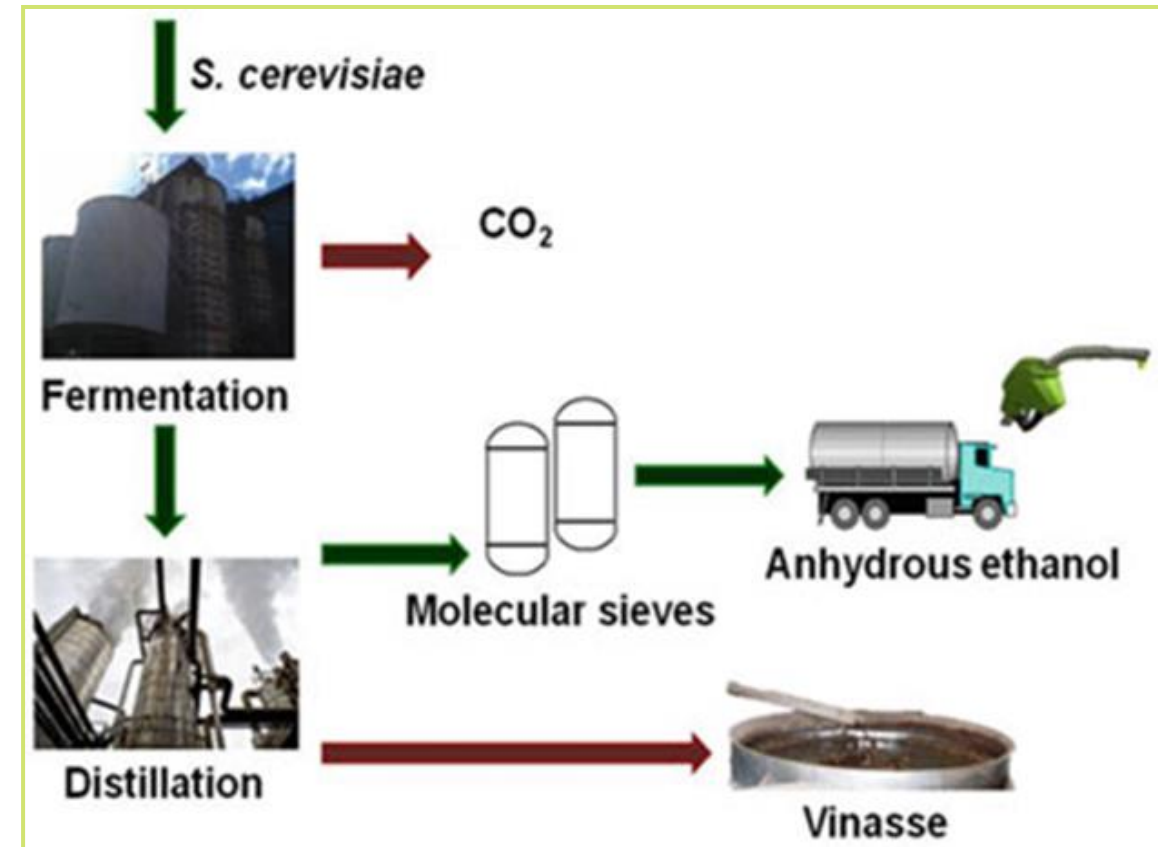 S. cerevisiae
CO₂
Fermentation
Anhydrous ethanol
Molecular sieves
Distillation
Vinasse